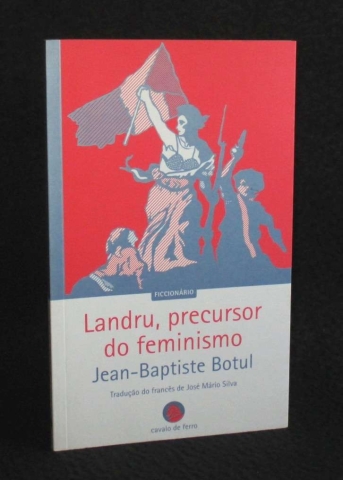 FICCIONÁRIO
Landru, precursor
do feminismo
Jean-Baptiste Botul
Tradução do francês de José Mário Silva
cavalo de ferro